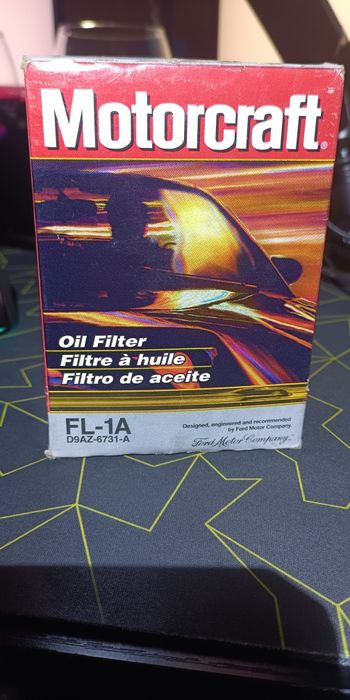 Motorcraft®
Oil Filter
Filtre à huile
Filtro de aceite
FL-1A
D9AZ-6731-A
Designed, engineered and recommended
by Ford Motor Company.
Ford Motor Company,